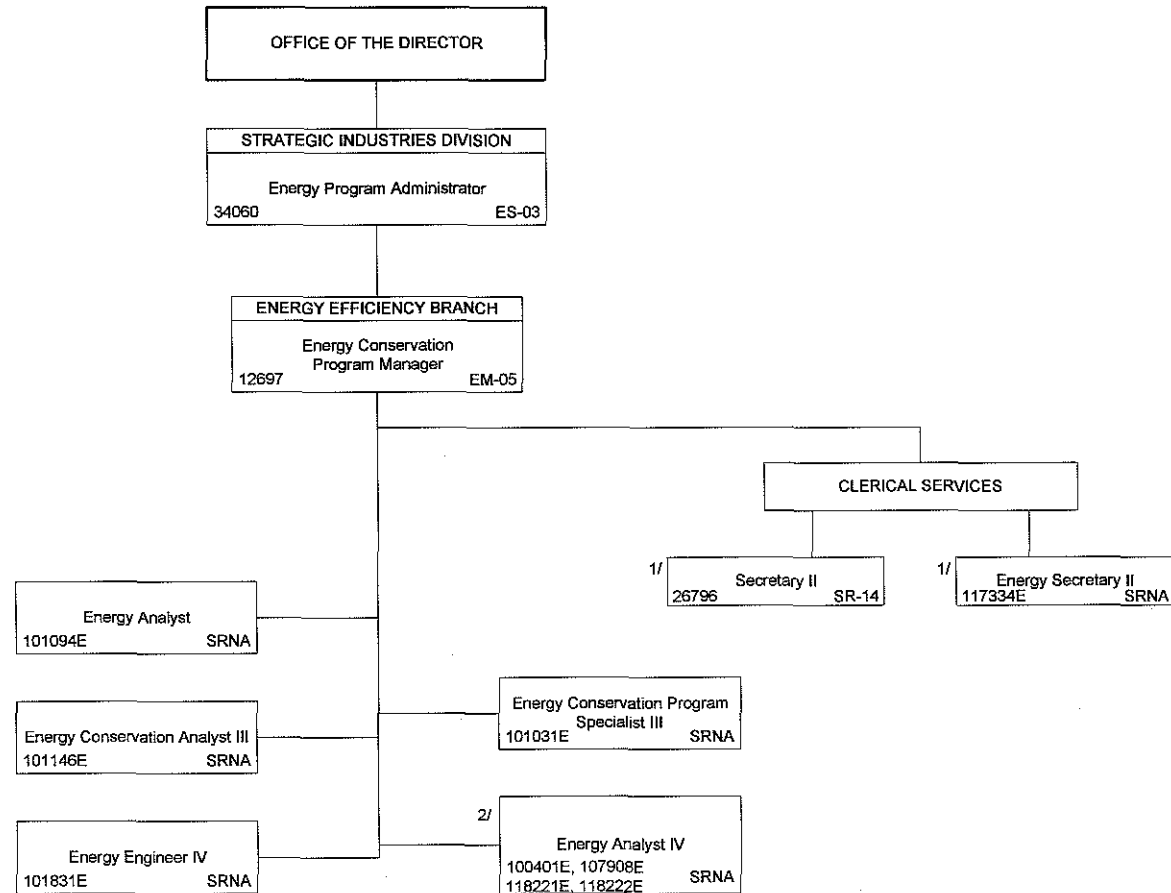 OFFICE OF THE DIRECTOR
STRATEGIC INDUSTRIES DIVISION
Energy Program Administrator
34060 ES-03
ENERGY EFFICIENCY BRANCH
Energy Conservation
Program Manager
12697 EM-05
CLERICAL SERVICES
1/
Secretary II
26796 SR-14
1/
Energy Secretary II
117334E SRNA
Energy Analyst
101094E SRNA
Energy Conservation Program
Specialist III
101031E SRNA
Energy Conservation Analyst III
101146E SRNA
2/
Energy Analyst IV
100401E, 107908E
118221E, 118222E SRNA
Energy Engineer IV
101831E SRNA